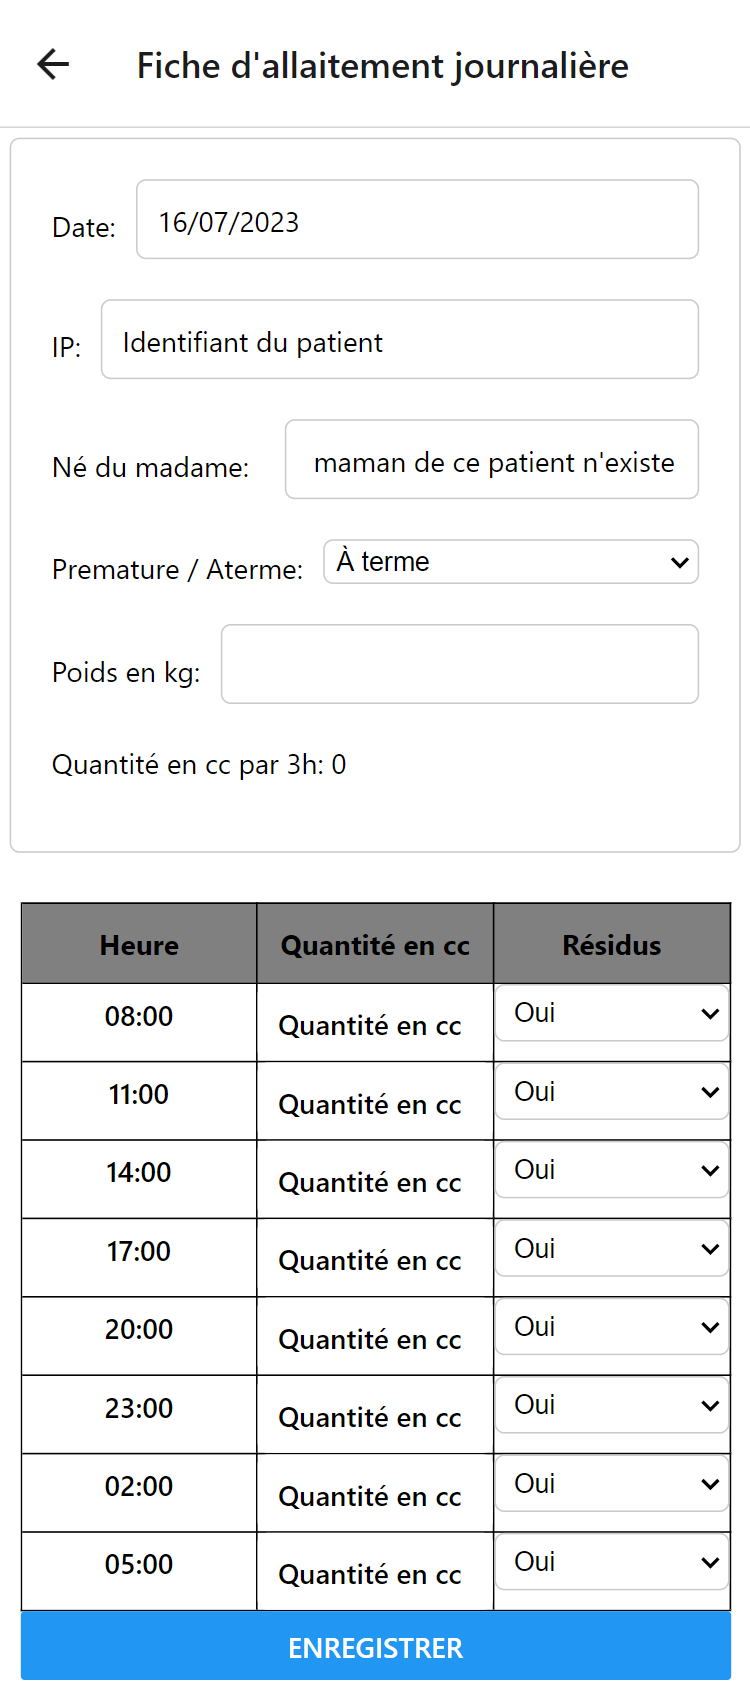 Fiche d'allaitement journalière
Date: 16/07/2023
IP: Identifiant du patient
Né du madame: maman de ce patient n'existe
Premature / Aterme: À terme
Poids en kg:
Quantité en cc par 3h: 0
Heure Quantité en cc Résidus
08:00 Quantité en cc Oui
11:00 Quantité en cc Oui
14:00 Quantité en cc Oui
17:00 Quantité en cc Oui
20:00 Quantité en cc Oui
23:00 Quantité en cc Oui
02:00 Quantité en cc Oui
05:00 Quantité en cc Oui
ENREGISTRER